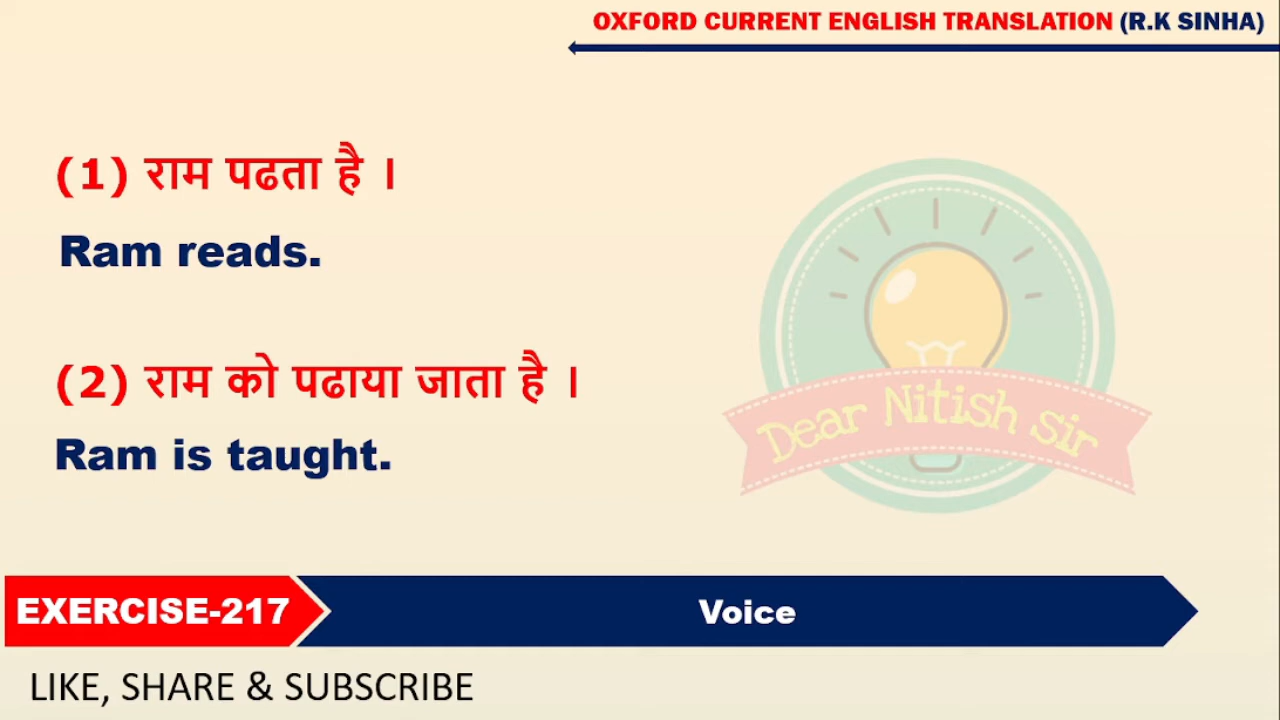 OXFORD CURRENT ENGLISH TRANSLATION (R.K SINHA)
(1) राम पढता है ।
Ram reads.
(2) राम को पढाया जाता है ।
Ram is taught.
Dear Nitish sir
EXERCISE-217
Voice
LIKE, SHARE & SUBSCRIBE